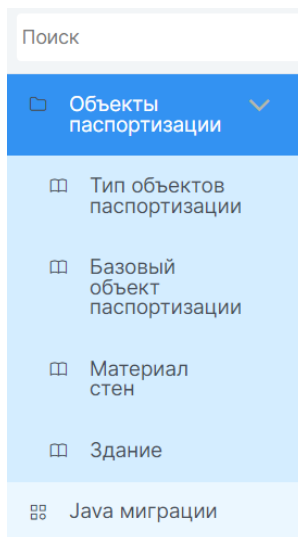 Поиск
Объекты
паспортизации
Тип объектов
паспортизации
Базовый
объект
паспортизации
Материал
стен
Здание
Java миграции